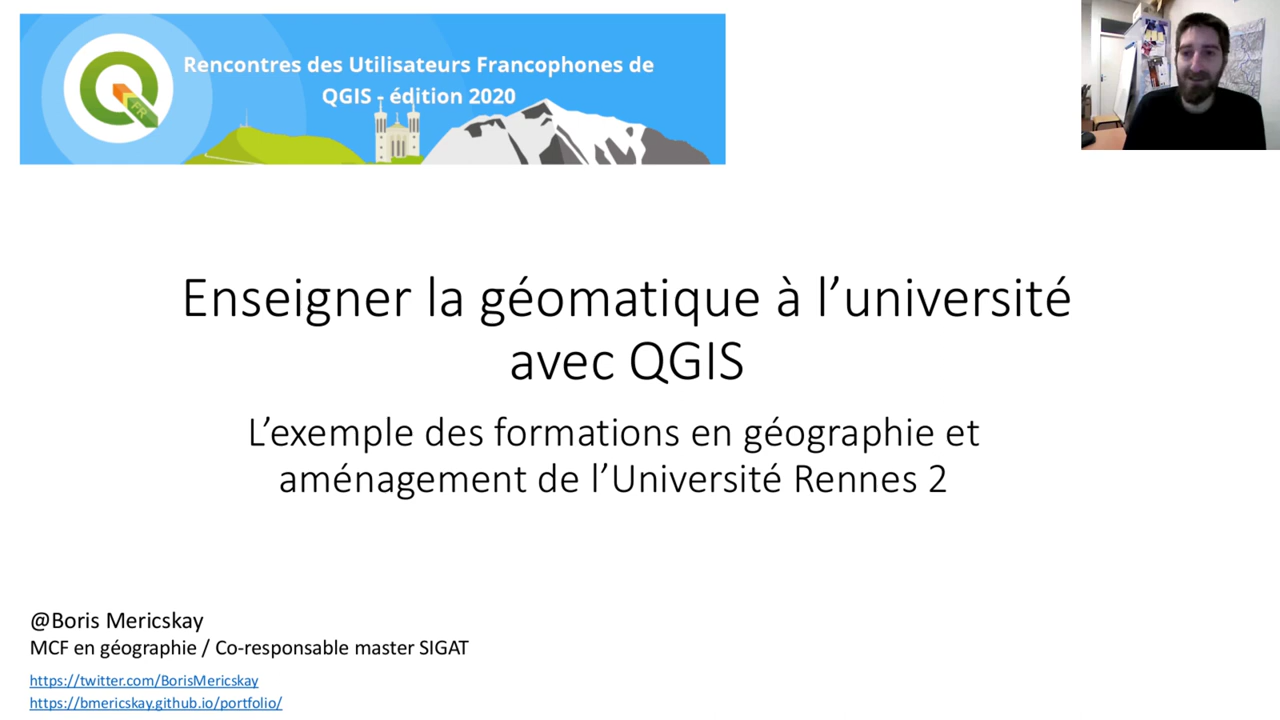 Rencontres des Utilisateurs Francophones de
QGIS - édition 2020
FR
Enseigner la géomatique à l’université
avec QGIS
L’exemple des formations en géographie et
aménagement de l’Université Rennes 2
@Boris Mericskay
MCF en géographie / Co-responsable master SIGAT
https://twitter.com/BorisMericskay
https://bmericskay.github.io/portfolio/